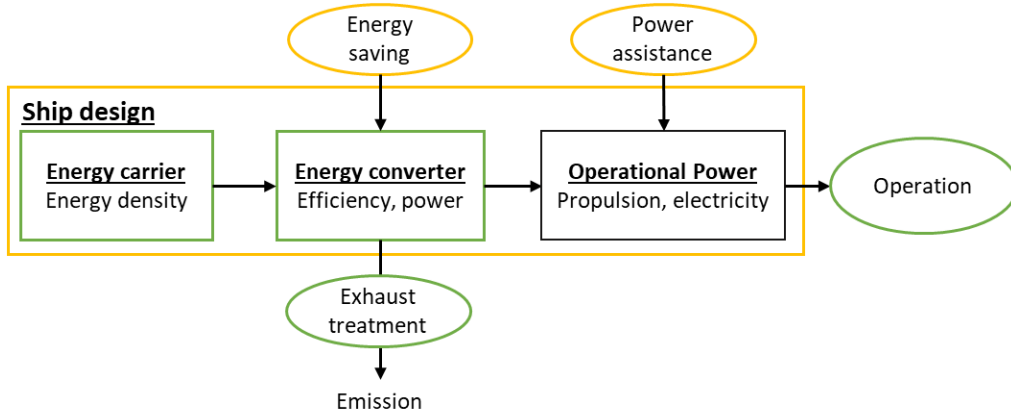 Energy
saving
Power
assistance
Ship design
Energy carrier
Energy density
Energy converter
Efficiency, power
Operational Power
Propulsion, electricity
Operation
Exhaust
treatment
Emission